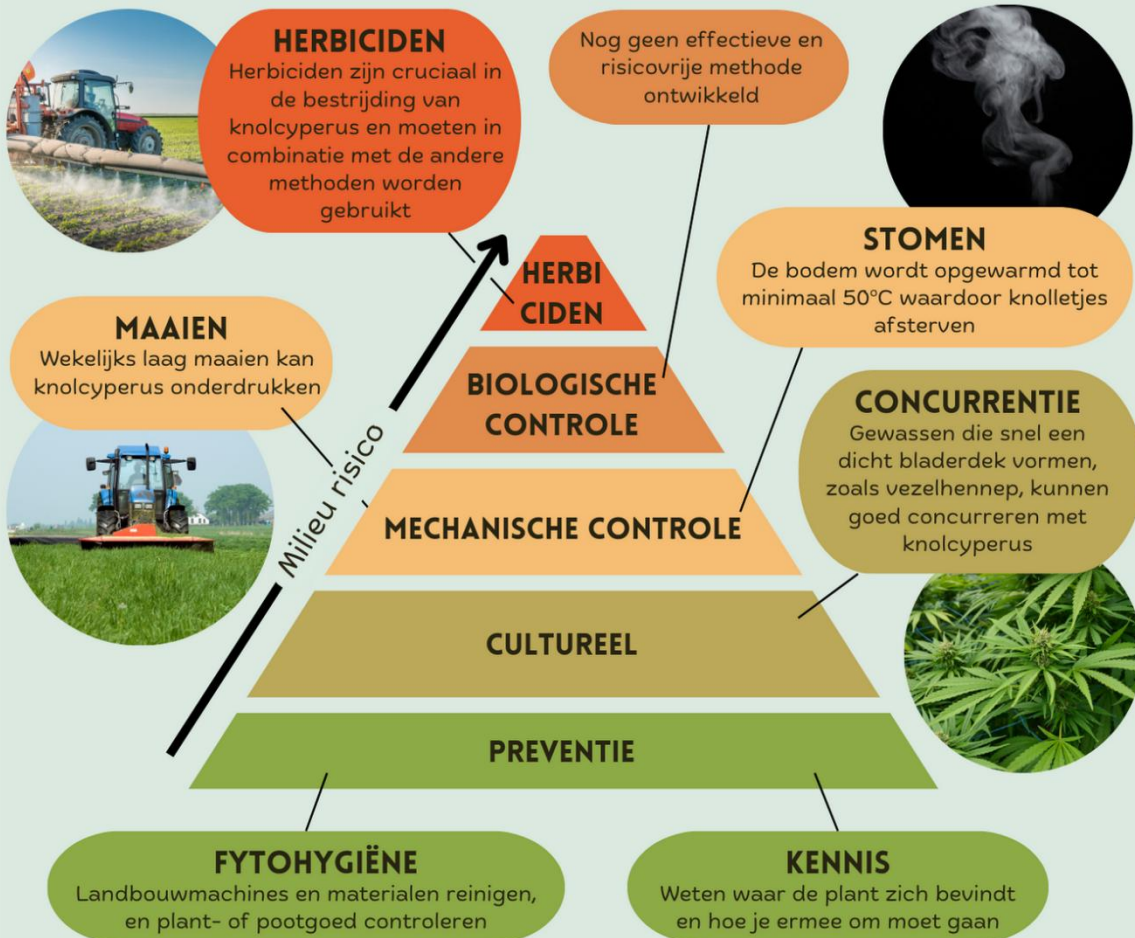 HERBICIDEN
Herbiciden zijn cruciaal in
de bestrijding van
knolcyperus en moeten in
combinatie met de andere
methoden worden
gebruikt
Nog geen effectieve en
risicovrije methode
ontwikkeld
STOMEN
De bodem wordt opgewarmd tot
minimaal 50°C waardoor knolletjes
afsterven
MAAIEN
Wekelijks laag maaien kan
knolcyperus onderdrukken
CONCURRENTIE
Gewassen die snel een
dicht bladerdek vormen,
zoals vezelhennep, kunnen
goed concurreren met
knolcyperus
Milieu risico
HERBI
CIDEN
BIOLOGISCHE
CONTROLE
MECHANISCHE CONTROLE
CULTUREEL
PREVENTIE
FYTOHYGIËNE
Landbouwmachines en materialen reinigen,
en plant- of pootgoed controleren
KENNIS
Weten waar de plant zich bevindt
en hoe je ermee om moet gaan